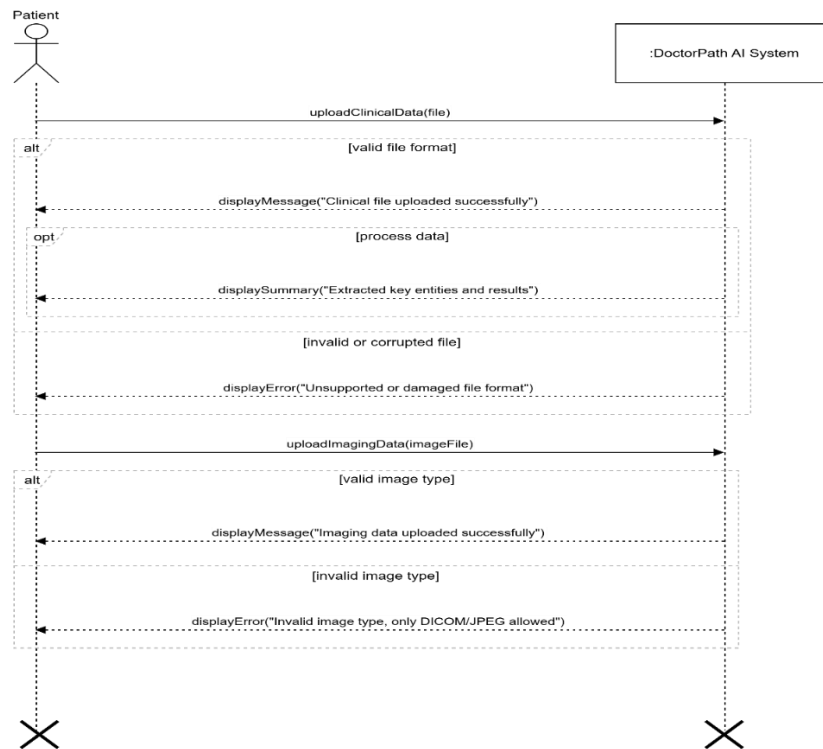 Patient
:DoctorPath AI System
uploadClinicalData(file)
alt
[valid file format]
displayMessage("Clinical file uploaded successfully")
opt
[process data]
displaySummary("Extracted key entities and results")
[invalid or corrupted file]
displayError("Unsupported or damaged file format")
uploadImagingData(imageFile)
alt
[valid image type]
displayMessage("Imaging data uploaded successfully")
[invalid image type]
displayError("Invalid image type, only DICOM/JPEG allowed")